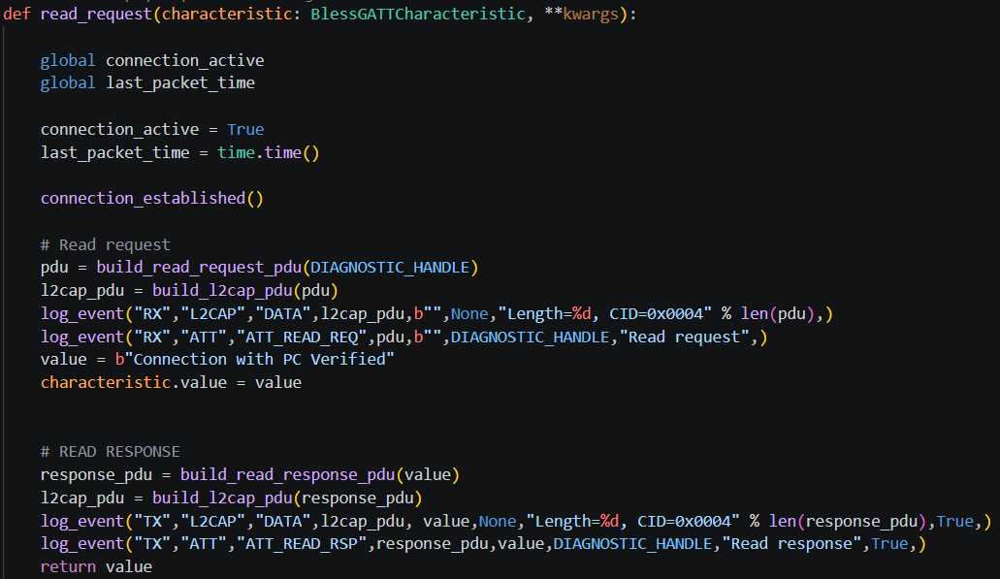 def read_request(characteristic: BlessGATTCharacteristic, **kwargs):
global connection_active
global last_packet_time
connection_active = True
last_packet_time = time.time()
connection_established()
# Read request
pdu = build_read_request_pdu(DIAGNOSTIC_HANDLE)
l2cap_pdu = build_l2cap_pdu(pdu)
log_event("RX","L2CAP","DATA",l2cap_pdu,b"",None,"Length=%d, CID=0x0004" % len(pdu),)
log_event("RX","ATT","ATT_READ_REQ",pdu,b"",DIAGNOSTIC_HANDLE,"Read request",)
value = b"Connection with PC Verified"
characteristic.value = value
# READ RESPONSE
response_pdu = build_read_response_pdu(value)
l2cap_pdu = build_l2cap_pdu(response_pdu)
log_event("TX","L2CAP","DATA",l2cap_pdu, value,None,"Length=%d, CID=0x0004" % len(response_pdu),True,)
log_event("TX","ATT","ATT_READ_RSP",response_pdu,value,DIAGNOSTIC_HANDLE,"Read response",True,)
return value